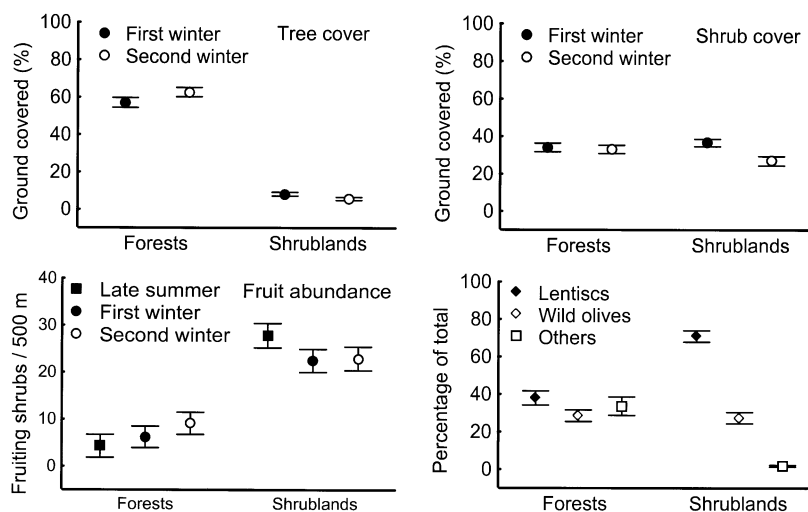 100
80
60
40
20
0
Ground covered (%)
First winter
Second winter
Tree cover
Forests
Shrublands
100
80
60
40
20
0
Ground covered (%)
First winter
Second winter
Shrub cover
Forests
Shrublands
40
30
20
10
0
Fruiting shrubs / 500 m
Late summer
First winter
Second winter
Fruit abundance
Forests
Shrublands
100
80
60
40
20
0
Percentage of total
Lentiscs
Wild olives
Others
Forests
Shrublands